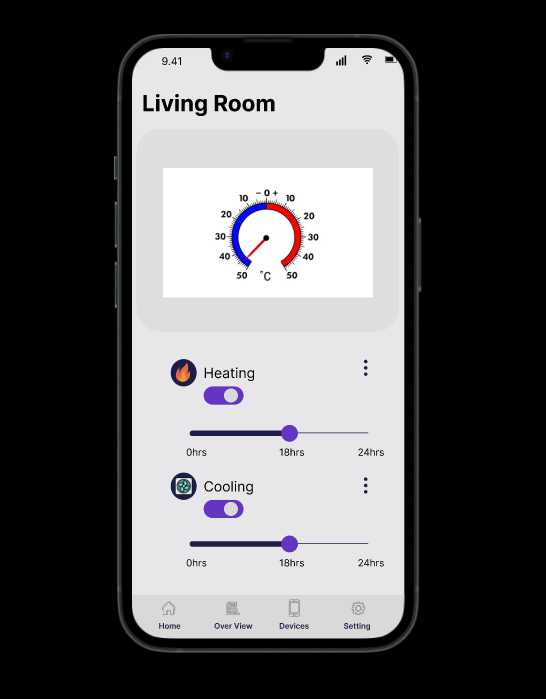 9.41
Living Room
− 0 +
10 10
20 20
30 30
40 40
50 °C 50
Heating
0hrs 18hrs 24hrs
Cooling
0hrs 18hrs 24hrs
Home Over View Devices Setting